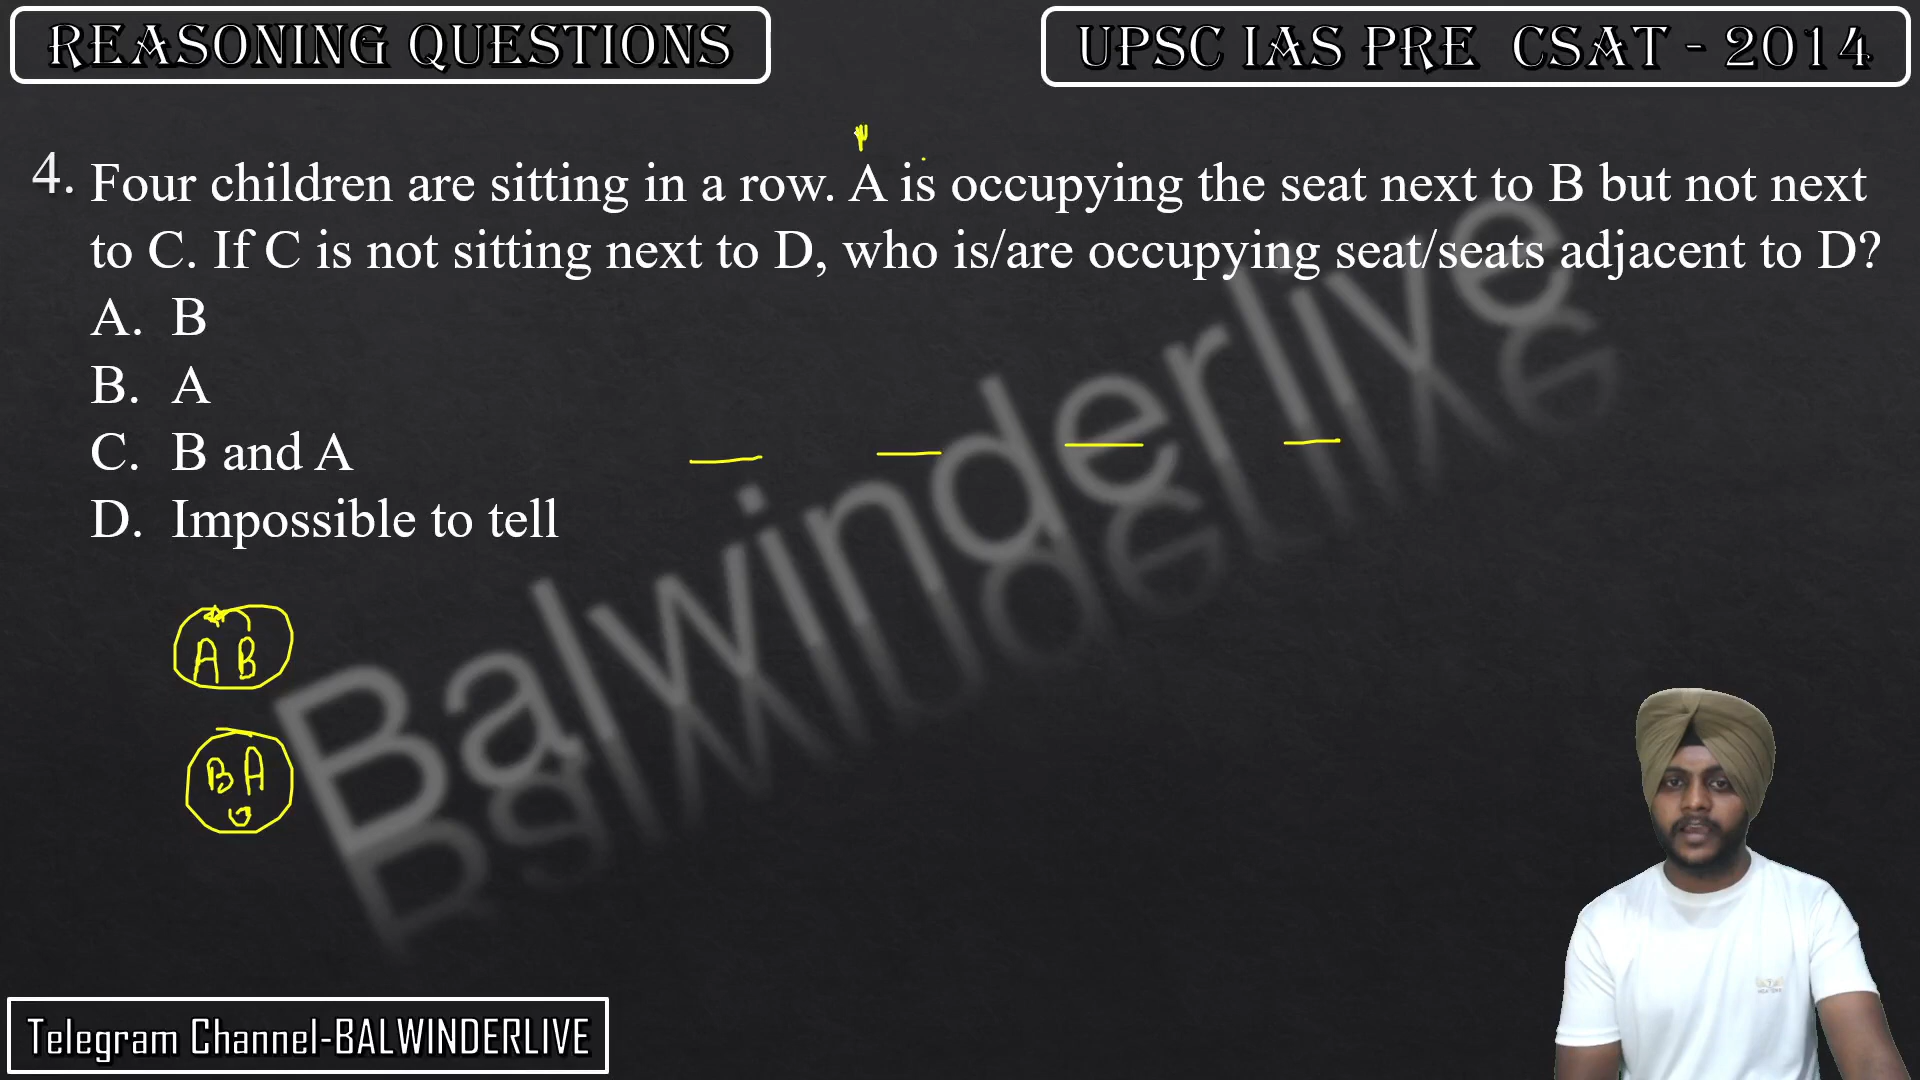 REASONING QUESTIONS
UPSC IAS PRE CSAT - 2014
4. Four children are sitting in a row. A is occupying the seat next to B but not next
to C. If C is not sitting next to D, who is/are occupying seat/seats adjacent to D?
A. B
B. A
C. B and A
D. Impossible to tell
Balwinderlive
A B
B A
Telegram Channel-BALWINDERLIVE